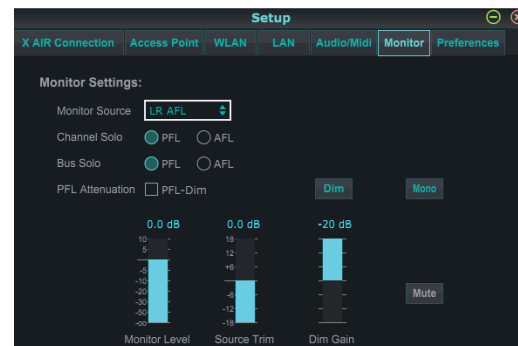 Setup
X AIR Connection Access Point WLAN LAN Audio/Midi Monitor Preferences
Monitor Settings:
Monitor Source LR AFL
Channel Solo PFL AFL
Bus Solo PFL AFL
PFL Attenuation PFL-Dim Dim Mono
0.0 dB 0.0 dB -20 dB
10 18
5 12
+6
-5
-10
-20 -6
-30 -12
-50
-oo -18
Mute
Monitor Level Source Trim Dim Gain